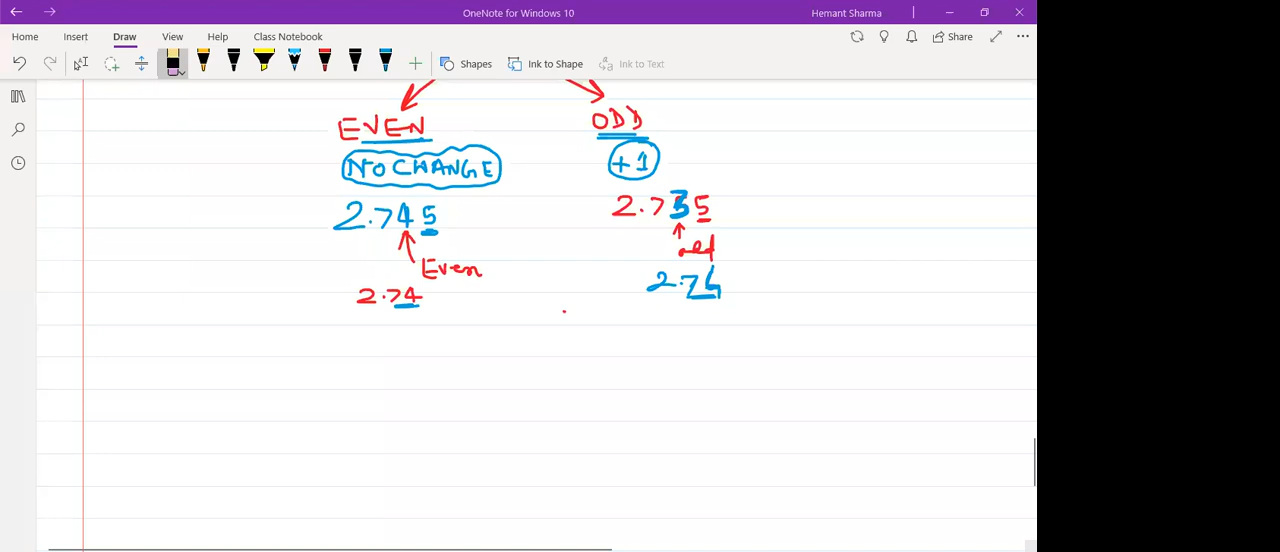 OneNote for Windows 10
Hemant Sharma
Home Insert Draw View Help Class Notebook
Share
Shapes Ink to Shape Ink to Text
EVEN ODD
NO CHANGE +1
2.745 2.735
Even odd
2.74 2.74